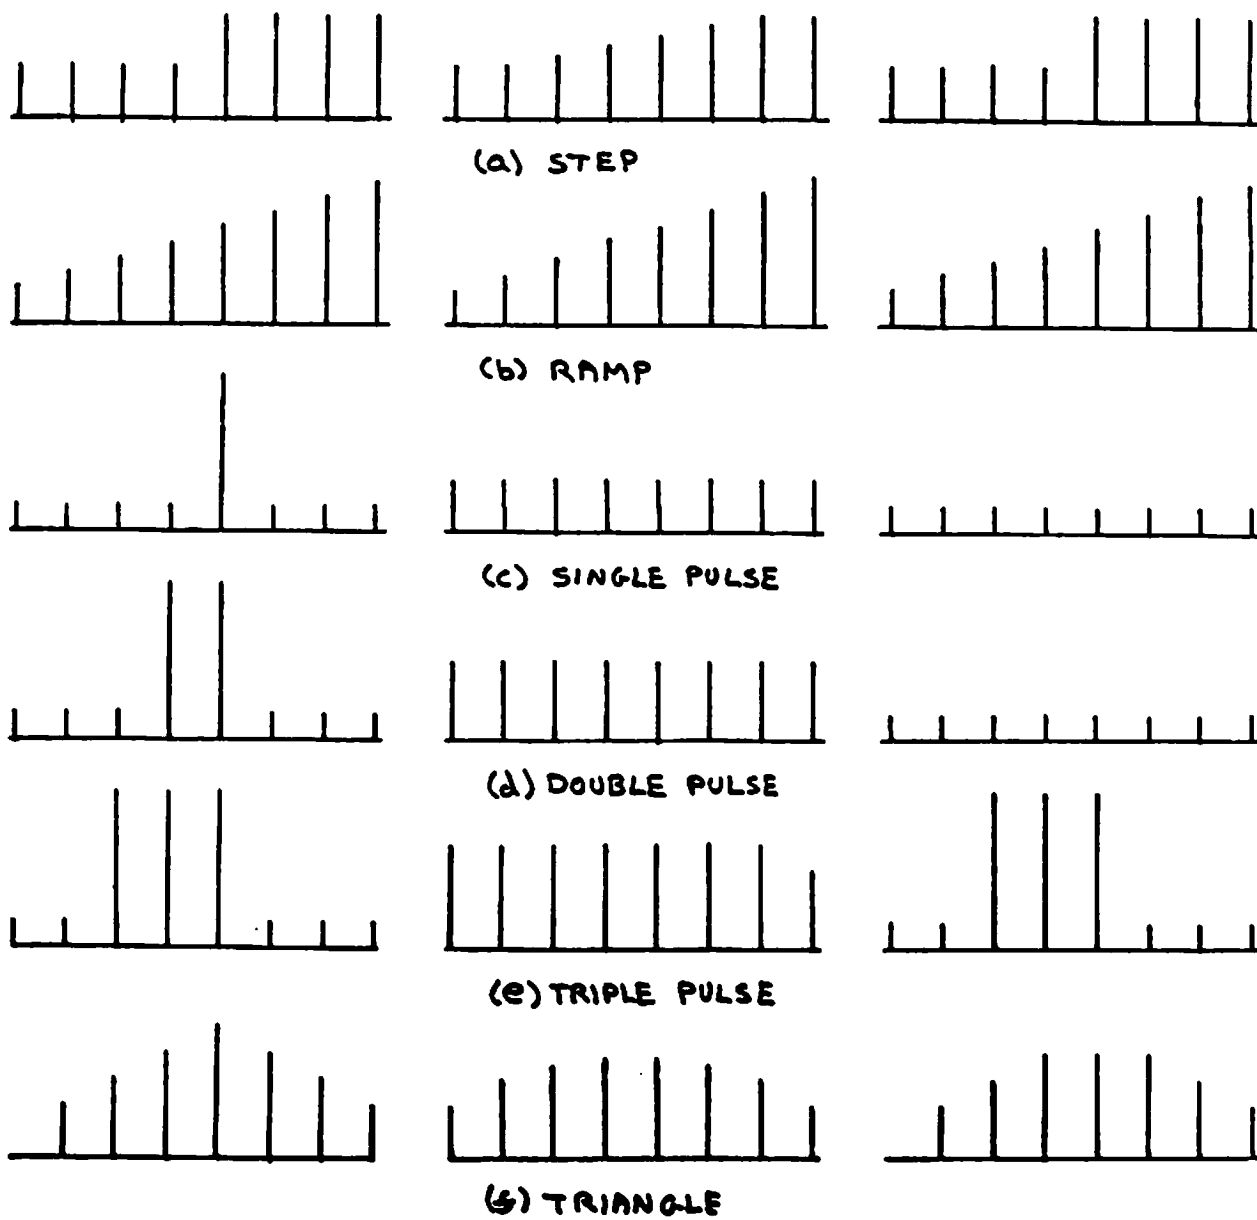 (a) STEP
(b) RAMP
(c) SINGLE PULSE
(d) DOUBLE PULSE
(e) TRIPLE PULSE
(f) TRIANGLE